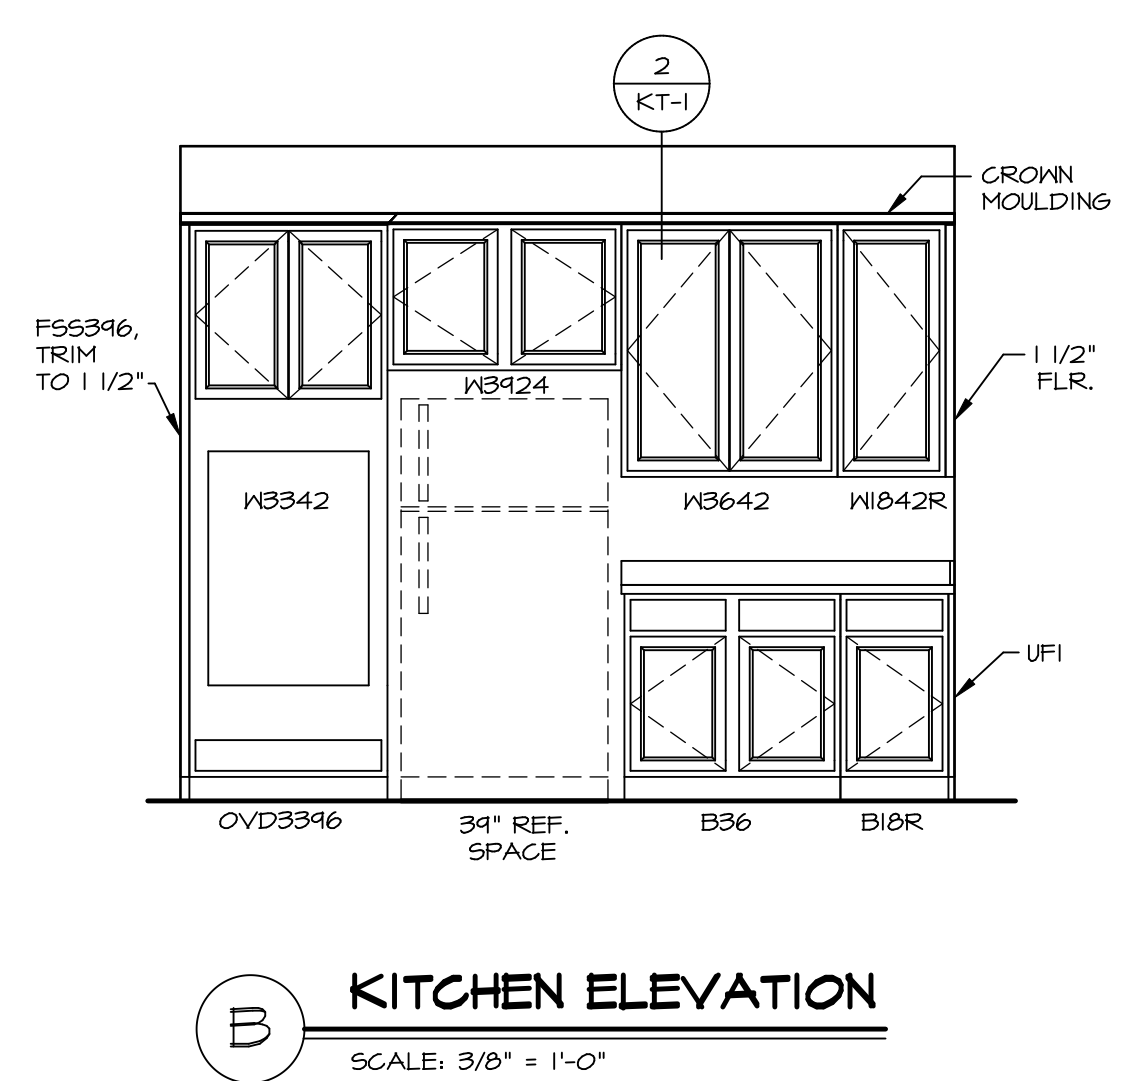 2
KT-1
CROWN
MOULDING
FSS396,
TRIM
TO 1 1/2"
W3924
1 1/2"
FLR.
W3342
W3642
W1842R
UF1
OVD3396
39" REF.
SPACE
B36
B18R
B
KITCHEN ELEVATION
SCALE: 3/8" = 1'-0"